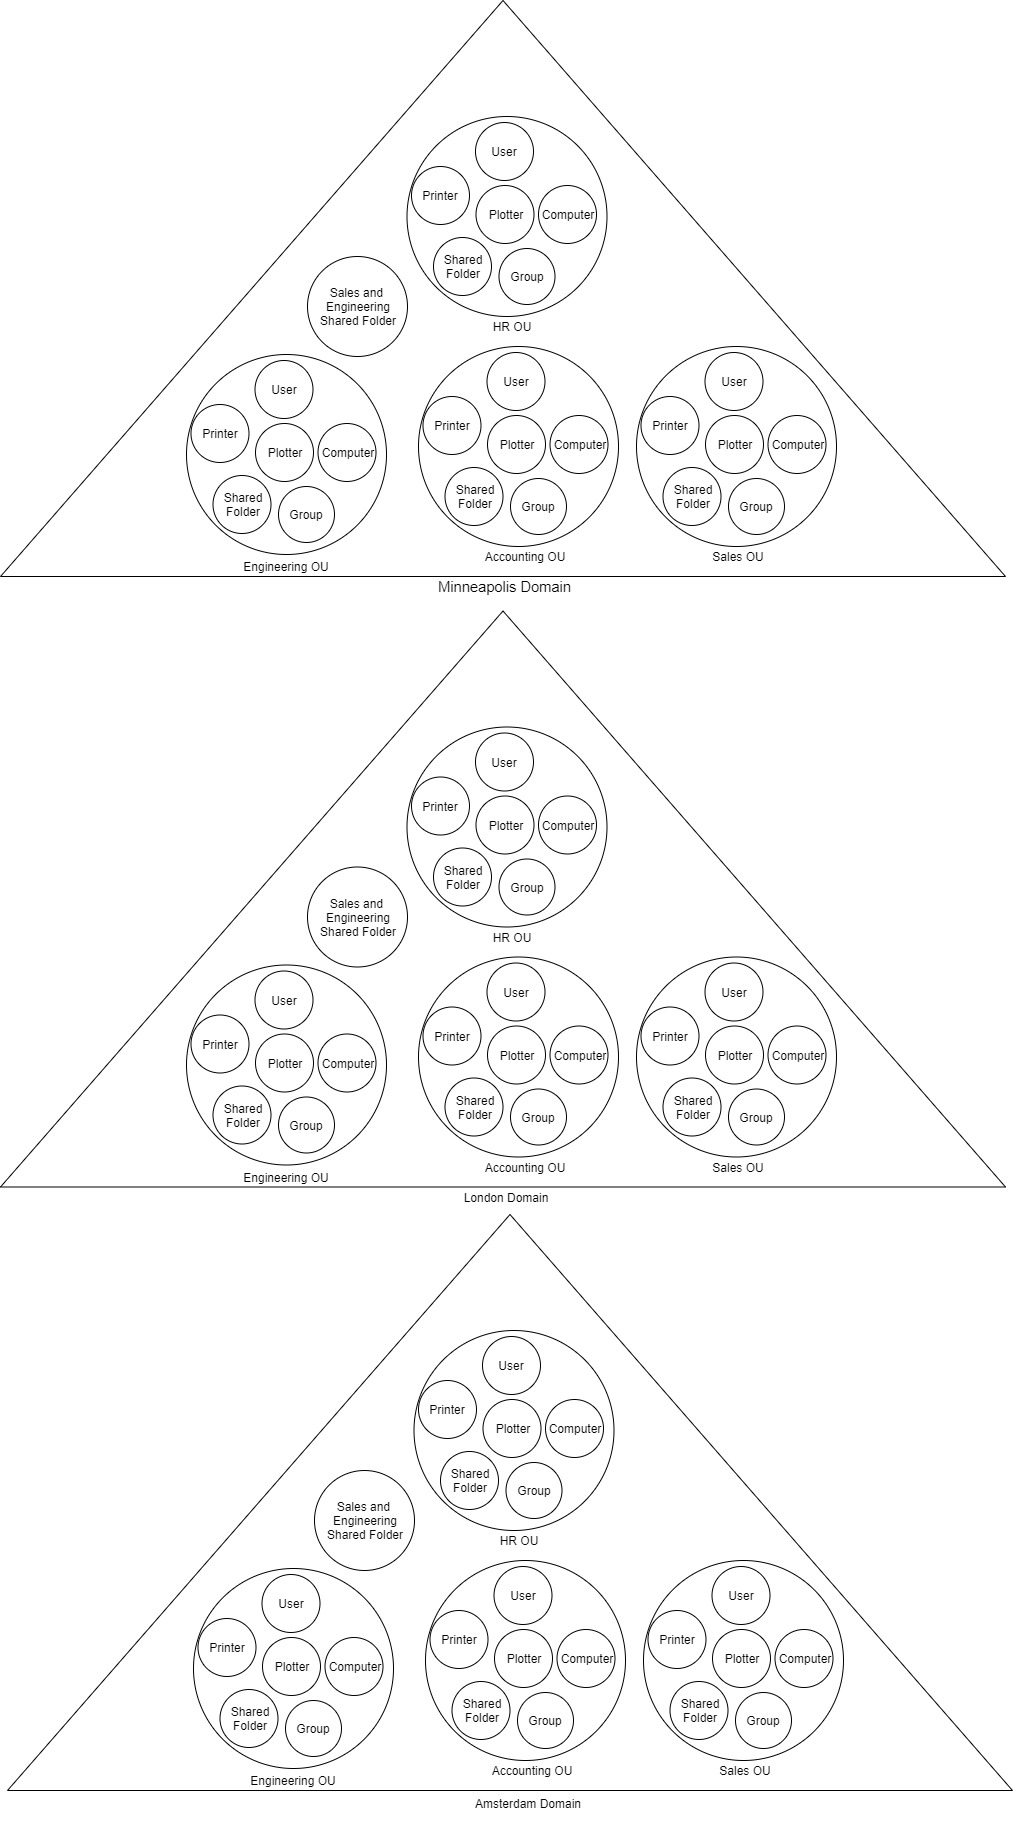 User
Printer
Plotter
Computer
Shared
Folder
Group
HR OU
Sales and
Engineering
Shared Folder
User
Printer
Plotter
Computer
Shared
Folder
Group
Engineering OU
User
Printer
Plotter
Computer
Shared
Folder
Group
Accounting OU
User
Printer
Plotter
Computer
Shared
Folder
Group
Sales OU
Minneapolis Domain
User
Printer
Plotter
Computer
Shared
Folder
Group
HR OU
Sales and
Engineering
Shared Folder
User
Printer
Plotter
Computer
Shared
Folder
Group
Engineering OU
User
Printer
Plotter
Computer
Shared
Folder
Group
Accounting OU
User
Printer
Plotter
Computer
Shared
Folder
Group
Sales OU
London Domain
User
Printer
Plotter
Computer
Shared
Folder
Group
HR OU
Sales and
Engineering
Shared Folder
User
Printer
Plotter
Computer
Shared
Folder
Group
Engineering OU
User
Printer
Plotter
Computer
Shared
Folder
Group
Accounting OU
User
Printer
Plotter
Computer
Shared
Folder
Group
Sales OU
Amsterdam Domain